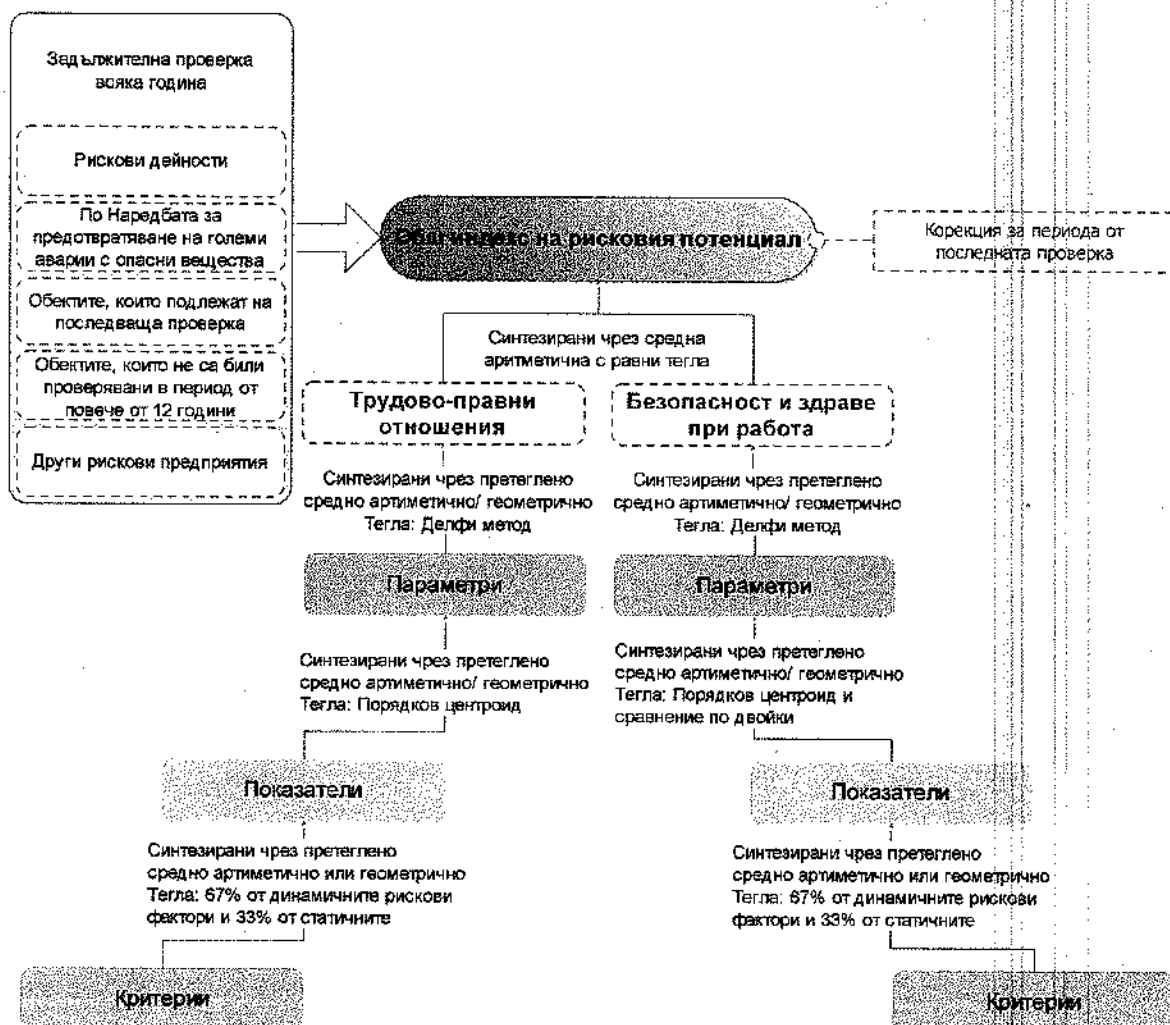 Задължителна проверка
всяка година
Рискови дейности
По Наредбата за
предотвратяване на големи
аварии с опасни вещества
Обектите, които подлежат на
последваща проверка
Обектите, които не са били
проверявани в период от
повече от 12 години
Други рискови предприятия
Общ индекс на рисковия потенциал
Корекция за периода от
последната проверка
Синтезирани чрез средна
аритметична с равни тегла
Трудово-правни
отношения
Безопасност и здраве
при работа
Синтезирани чрез претеглено
средно артиметично/ геометрично
Тегла: Делфи метод
Синтезирани чрез претеглено
средно артиметично/ геометрично
Тегла: Делфи метод
Параметри
Параметри
Синтезирани чрез претеглено
средно артиметично/ геометрично
Тегла: Порядков центроид
Синтезирани чрез претеглено
средно артиметично/ геометрично
Тегла: Порядков центроид и
сравнение по двойки
Показатели
Показатели
Синтезирани чрез претеглено
средно артиметично или геометрично
Тегла: 67% от динамичните рискови
фактори и 33% от статичните
Синтезирани чрез претеглено
средно артиметично или геометрично
Тегла: 67% от динамичните рискови
фактори и 33% от статичните
Критерии
Критерии